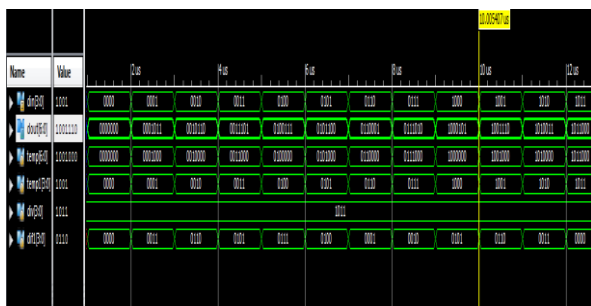 10.005407 us
Name Value 2 us 4 us 6 us 8 us 10 us 12 us
din[3:0] 1001 0000 0001 0010 0011 0100 0101 0110 0111 1000 1001 1010 1011
dout[6:0] 1001110 0000000 0001011 0010110 0011101 0100111 0101100 0110001 0111010 1000101 1001110 1010011 1011000
temp[6:0] 1001000 0000000 0001000 0010000 0011000 0100000 0101000 0110000 0111000 1000000 1001000 1010000 1011000
temp1[3:0] 1001 0000 0001 0010 0011 0100 0101 0110 0111 1000 1001 1010 1011
div[3:0] 1011 1011
dif1[3:0] 0110 0000 0011 0110 0101 0111 0100 0001 0010 0101 0110 0011 0000